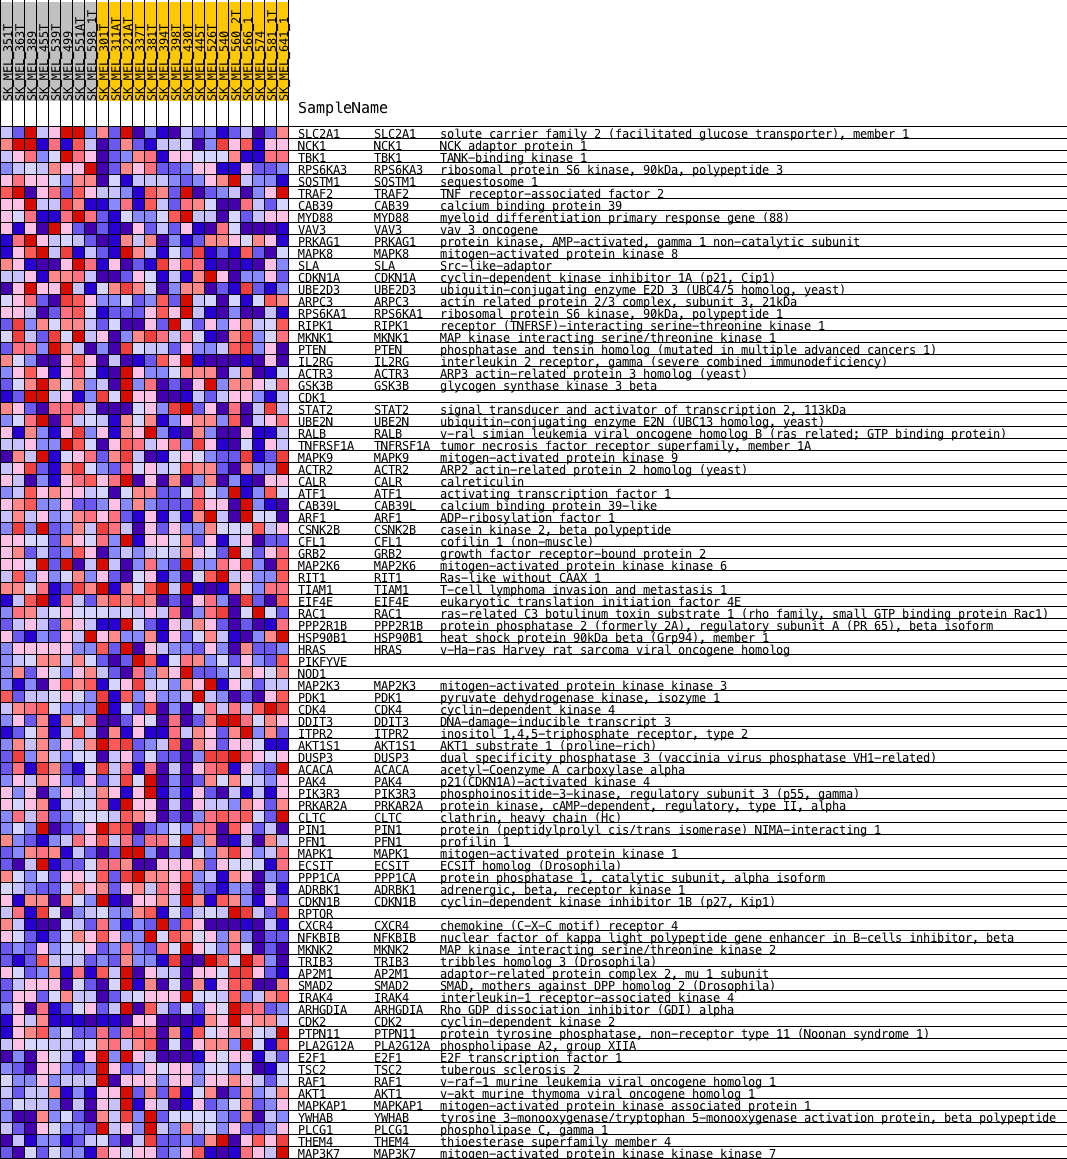 SK_MEL_351T
SK_MEL_363T
SK_MEL_389
SK_MEL_455T
SK_MEL_539T
SK_MEL_499
SK_MEL_551AT
SK_MEL_598_1T
SK_MEL_301T
SK_MEL_311AT
SK_MEL_321AT
SK_MEL_337T
SK_MEL_381T
SK_MEL_394T
SK_MEL_398T
SK_MEL_430T
SK_MEL_445T
SK_MEL_526T
SK_MEL_540
SK_MEL_560_2T
SK_MEL_566_1
SK_MEL_574
SK_MEL_581_1T
SK_MEL_641_1
SampleName
SLC2A1 SLC2A1 solute carrier family 2 (facilitated glucose transporter), member 1
NCK1 NCK1 NCK adaptor protein 1
TBK1 TBK1 TANK-binding kinase 1
RPS6KA3 RPS6KA3 ribosomal protein S6 kinase, 90kDa, polypeptide 3
SQSTM1 SQSTM1 sequestosome 1
TRAF2 TRAF2 TNF receptor-associated factor 2
CAB39 CAB39 calcium binding protein 39
MYD88 MYD88 myeloid differentiation primary response gene (88)
VAV3 VAV3 vav 3 oncogene
PRKAG1 PRKAG1 protein kinase, AMP-activated, gamma 1 non-catalytic subunit
MAPK8 MAPK8 mitogen-activated protein kinase 8
SLA SLA Src-like-adaptor
CDKN1A CDKN1A cyclin-dependent kinase inhibitor 1A (p21, Cip1)
UBE2D3 UBE2D3 ubiquitin-conjugating enzyme E2D 3 (UBC4/5 homolog, yeast)
ARPC3 ARPC3 actin related protein 2/3 complex, subunit 3, 21kDa
RPS6KA1 RPS6KA1 ribosomal protein S6 kinase, 90kDa, polypeptide 1
RIPK1 RIPK1 receptor (TNFRSF)-interacting serine-threonine kinase 1
MKNK1 MKNK1 MAP kinase interacting serine/threonine kinase 1
PTEN PTEN phosphatase and tensin homolog (mutated in multiple advanced cancers 1)
IL2RG IL2RG interleukin 2 receptor, gamma (severe combined immunodeficiency)
ACTR3 ACTR3 ARP3 actin-related protein 3 homolog (yeast)
GSK3B GSK3B glycogen synthase kinase 3 beta
CDK1
STAT2 STAT2 signal transducer and activator of transcription 2, 113kDa
UBE2N UBE2N ubiquitin-conjugating enzyme E2N (UBC13 homolog, yeast)
RALB RALB v-ral simian leukemia viral oncogene homolog B (ras related; GTP binding protein)
TNFRSF1A TNFRSF1A tumor necrosis factor receptor superfamily, member 1A
MAPK9 MAPK9 mitogen-activated protein kinase 9
ACTR2 ACTR2 ARP2 actin-related protein 2 homolog (yeast)
CALR CALR calreticulin
ATF1 ATF1 activating transcription factor 1
CAB39L CAB39L calcium binding protein 39-like
ARF1 ARF1 ADP-ribosylation factor 1
CSNK2B CSNK2B casein kinase 2, beta polypeptide
CFL1 CFL1 cofilin 1 (non-muscle)
GRB2 GRB2 growth factor receptor-bound protein 2
MAP2K6 MAP2K6 mitogen-activated protein kinase kinase 6
RIT1 RIT1 Ras-like without CAAX 1
TIAM1 TIAM1 T-cell lymphoma invasion and metastasis 1
EIF4E EIF4E eukaryotic translation initiation factor 4E
RAC1 RAC1 ras-related C3 botulinum toxin substrate 1 (rho family, small GTP binding protein Rac1)
PPP2R1B PPP2R1B protein phosphatase 2 (formerly 2A), regulatory subunit A (PR 65), beta isoform
HSP90B1 HSP90B1 heat shock protein 90kDa beta (Grp94), member 1
HRAS HRAS v-Ha-ras Harvey rat sarcoma viral oncogene homolog
PIKFYVE
NOD1
MAP2K3 MAP2K3 mitogen-activated protein kinase kinase 3
PDK1 PDK1 pyruvate dehydrogenase kinase, isozyme 1
CDK4 CDK4 cyclin-dependent kinase 4
DDIT3 DDIT3 DNA-damage-inducible transcript 3
ITPR2 ITPR2 inositol 1,4,5-triphosphate receptor, type 2
AKT1S1 AKT1S1 AKT1 substrate 1 (proline-rich)
DUSP3 DUSP3 dual specificity phosphatase 3 (vaccinia virus phosphatase VH1-related)
ACACA ACACA acetyl-Coenzyme A carboxylase alpha
PAK4 PAK4 p21(CDKN1A)-activated kinase 4
PIK3R3 PIK3R3 phosphoinositide-3-kinase, regulatory subunit 3 (p55, gamma)
PRKAR2A PRKAR2A protein kinase, cAMP-dependent, regulatory, type II, alpha
CLTC CLTC clathrin, heavy chain (Hc)
PIN1 PIN1 protein (peptidylprolyl cis/trans isomerase) NIMA-interacting 1
PFN1 PFN1 profilin 1
MAPK1 MAPK1 mitogen-activated protein kinase 1
ECSIT ECSIT ECSIT homolog (Drosophila)
PPP1CA PPP1CA protein phosphatase 1, catalytic subunit, alpha isoform
ADRBK1 ADRBK1 adrenergic, beta, receptor kinase 1
CDKN1B CDKN1B cyclin-dependent kinase inhibitor 1B (p27, Kip1)
RPTOR
CXCR4 CXCR4 chemokine (C-X-C motif) receptor 4
NFKBIB NFKBIB nuclear factor of kappa light polypeptide gene enhancer in B-cells inhibitor, beta
MKNK2 MKNK2 MAP kinase interacting serine/threonine kinase 2
TRIB3 TRIB3 tribbles homolog 3 (Drosophila)
AP2M1 AP2M1 adaptor-related protein complex 2, mu 1 subunit
SMAD2 SMAD2 SMAD, mothers against DPP homolog 2 (Drosophila)
IRAK4 IRAK4 interleukin-1 receptor-associated kinase 4
ARHGDIA ARHGDIA Rho GDP dissociation inhibitor (GDI) alpha
CDK2 CDK2 cyclin-dependent kinase 2
PTPN11 PTPN11 protein tyrosine phosphatase, non-receptor type 11 (Noonan syndrome 1)
PLA2G12A PLA2G12A phospholipase A2, group XIIA
E2F1 E2F1 E2F transcription factor 1
TSC2 TSC2 tuberous sclerosis 2
RAF1 RAF1 v-raf-1 murine leukemia viral oncogene homolog 1
AKT1 AKT1 v-akt murine thymoma viral oncogene homolog 1
MAPKAP1 MAPKAP1 mitogen-activated protein kinase associated protein 1
YWHAB YWHAB tyrosine 3-monooxygenase/tryptophan 5-monooxygenase activation protein, beta polypeptide
PLCG1 PLCG1 phospholipase C, gamma 1
THEM4 THEM4 thioesterase superfamily member 4
MAP3K7 MAP3K7 mitogen-activated protein kinase kinase kinase 7